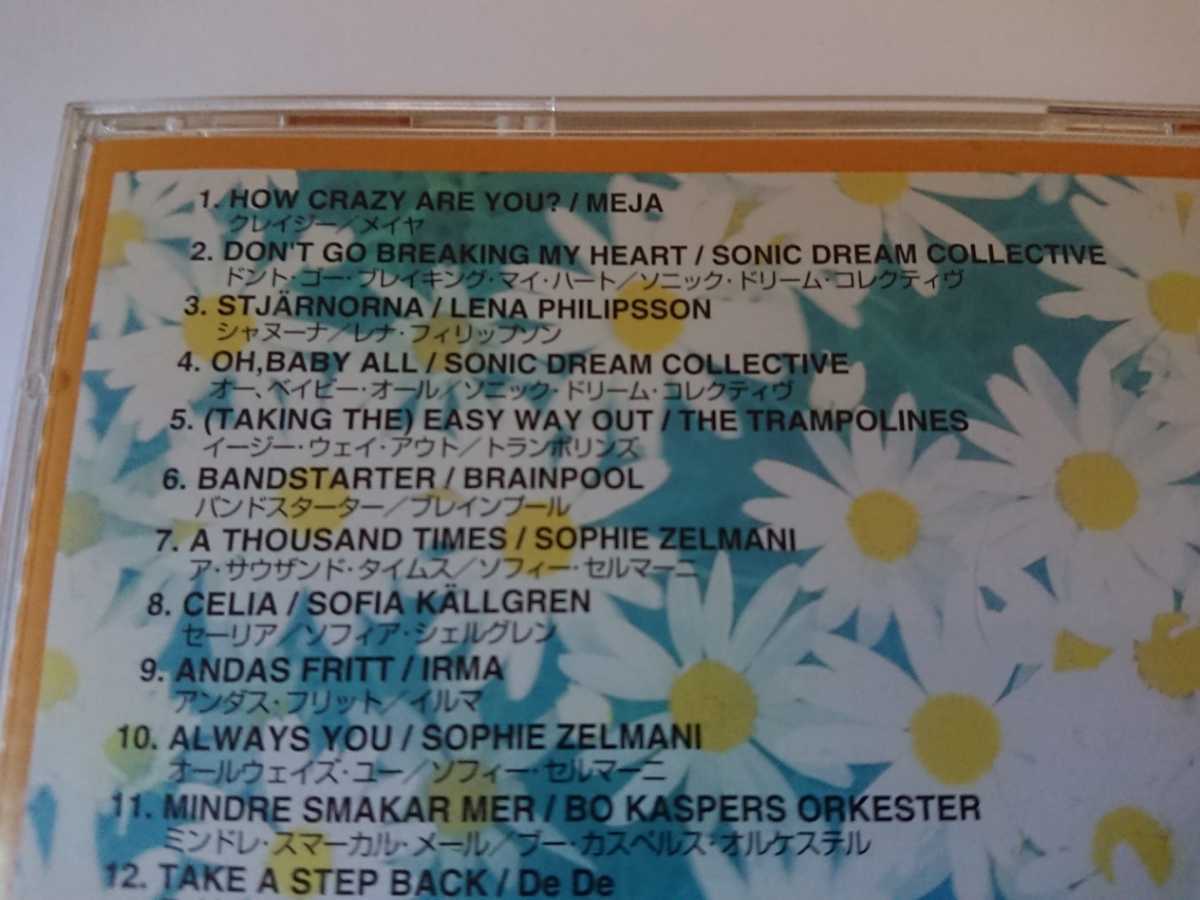 1. HOW CRAZY ARE YOU? / MEJA
クレイジー／メイヤ
2. DON'T GO BREAKING MY HEART / SONIC DREAM COLLECTIVE
ドント・ゴー・ブレイキング・マイ・ハート／ソニック・ドリーム・コレクティヴ
3. STJÄRNORNA / LENA PHILIPSSON
シャヌーナ／レナ・フィリップソン
4. OH,BABY ALL / SONIC DREAM COLLECTIVE
オー、ベイビー・オール／ソニック・ドリーム・コレクティヴ
5. (TAKING THE) EASY WAY OUT / THE TRAMPOLINES
イージー・ウェイ・アウト／トランポリンズ
6. BANDSTARTER / BRAINPOOL
バンドスターター／ブレインプール
7. A THOUSAND TIMES / SOPHIE ZELMANI
ア・サウザンド・タイムス／ソフィー・セルマーニ
8. CELIA / SOFIA KÄLLGREN
セーリア／ソフィア・シェルグレン
9. ANDAS FRITT / IRMA
アンダス・フリット／イルマ
10. ALWAYS YOU / SOPHIE ZELMANI
オールウェイズ・ユー／ソフィー・セルマーニ
11. MINDRE SMAKAR MER / BO KASPERS ORKESTER
ミンドレ・スマーカル・メール／ブー・カスペルス・オルケステル
12. TAKE A STEP BACK / De De